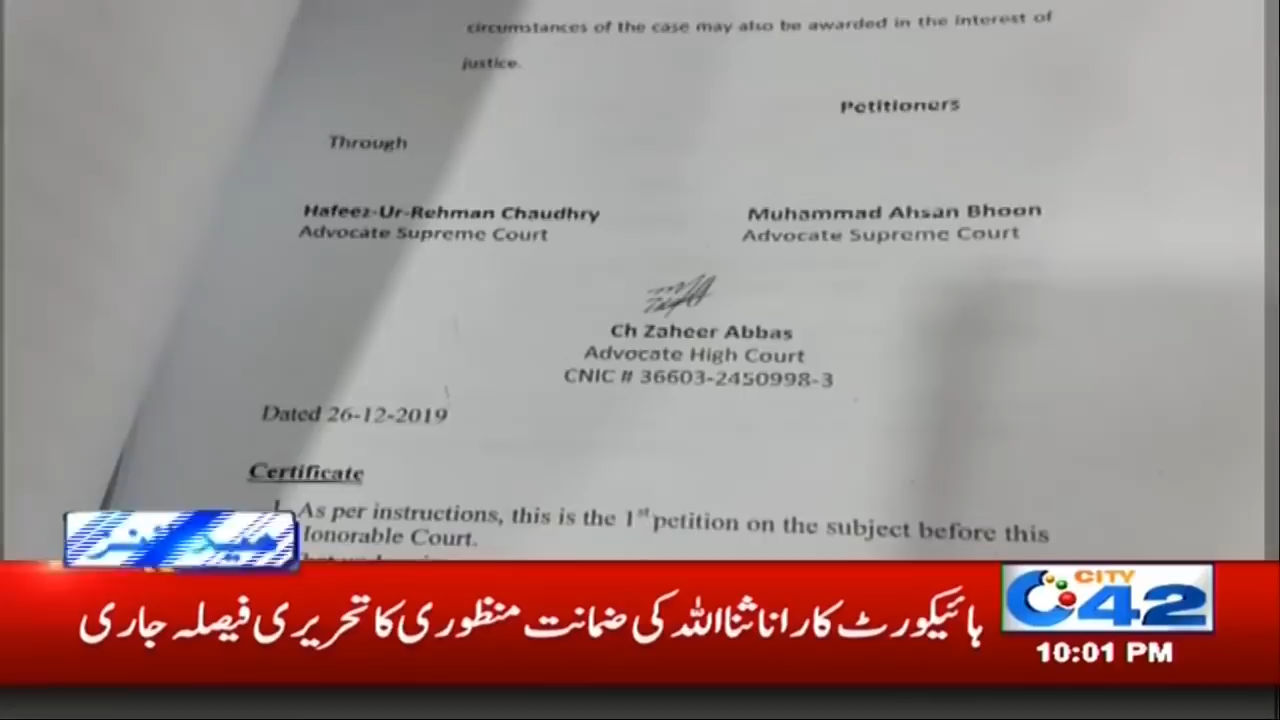 circumstances of the case may also be awarded in the interest of
justice.
Petitioners
Through
Hafeez-Ur-Rehman Chaudhry
Advocate Supreme Court
Muhammad Ahsan Bhoon
Advocate Supreme Court
Ch Zaheer Abbas
Advocate High Court
CNIC # 36603-2450998-3
Dated 26-12-2019
Certificate
As per instructions, this is the 1st petition on the subject before this
Court.
ہائیکورٹ کا رانا ثنااللہ کی ضمانت منظوری کا تحریری فیصلہ جاری
CITY
42
10:01 PM